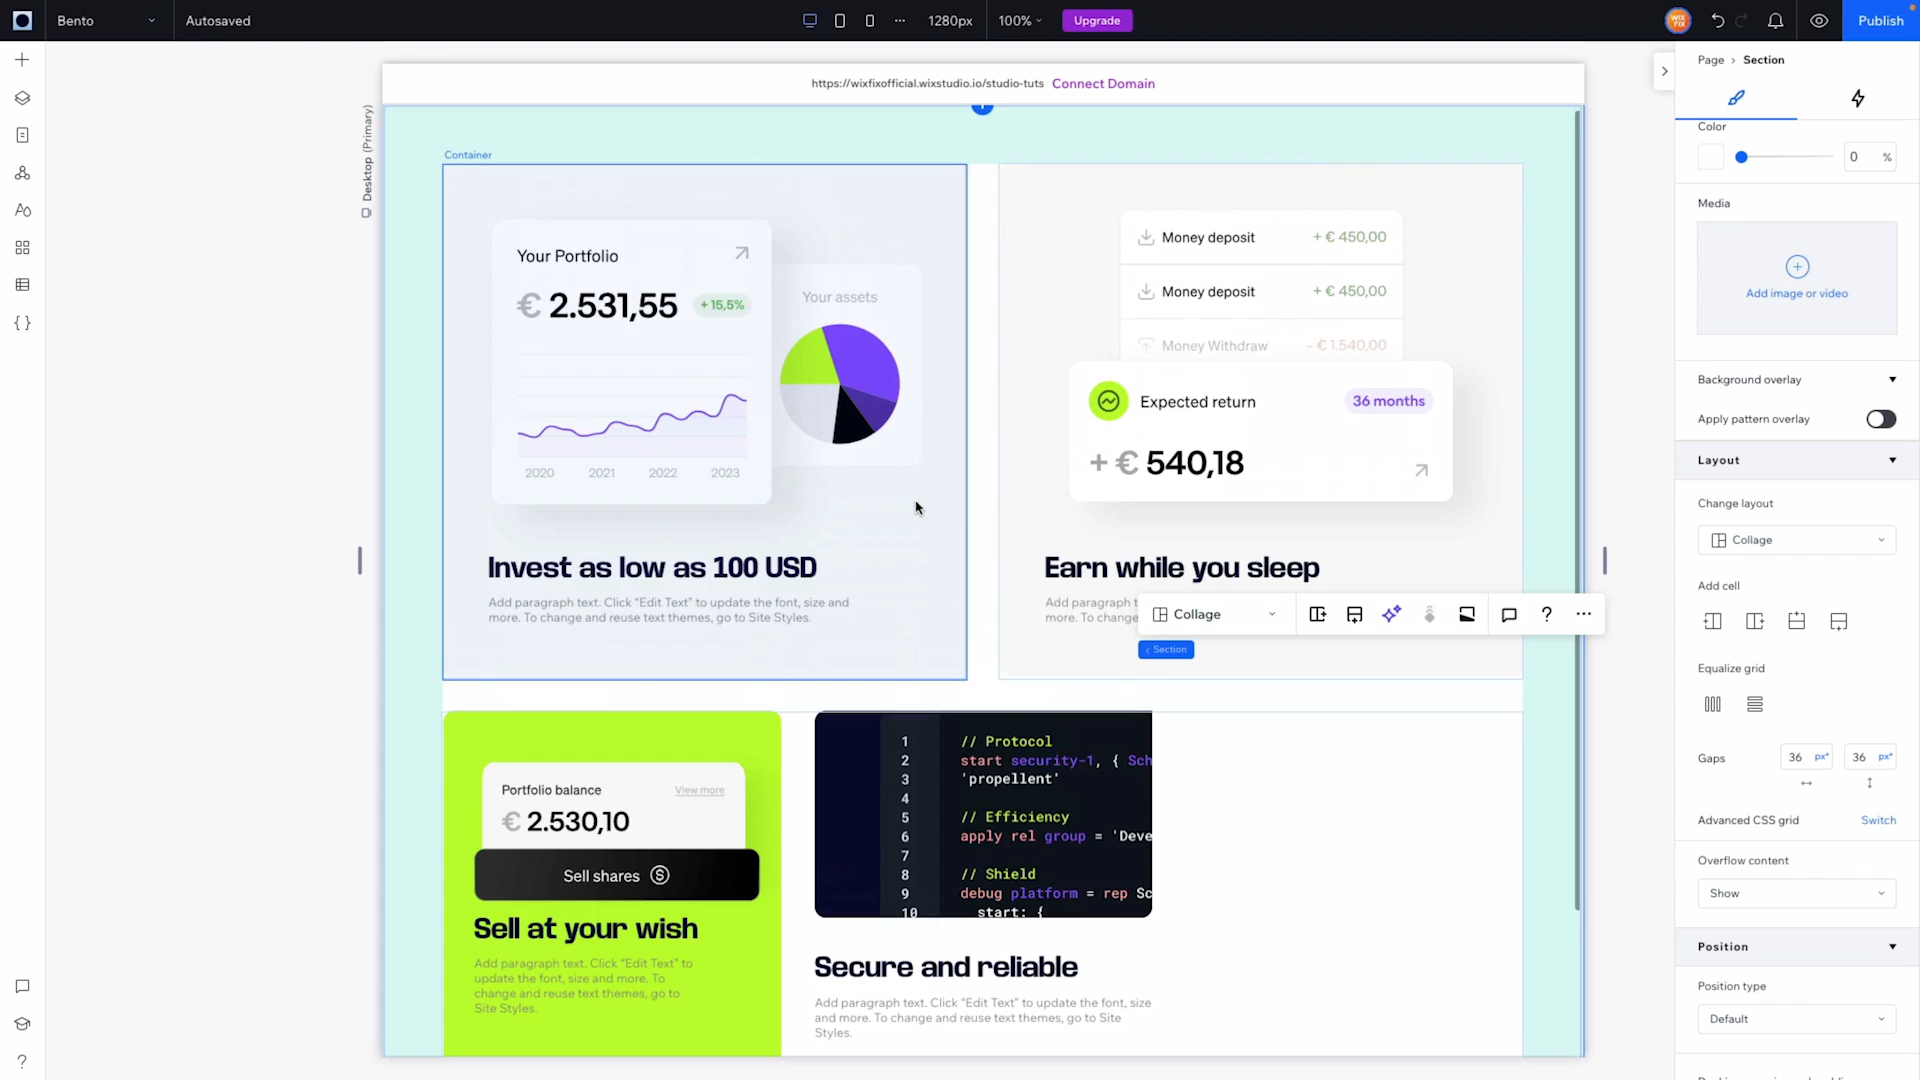 Bento
Autosaved
1280px
100%
Upgrade
WIX
FIX
Publish
Page > Section
https://wixfixofficial.wixstudio.io/studio-tuts Connect Domain
Desktop (Primary)
Container
Your Portfolio
€ 2.531,55
+ 15,5%
2020 2021 2022 2023
Your assets
Invest as low as 100 USD
Add paragraph text. Click “Edit Text” to update the font, size and
more. To change and reuse text themes, go to Site Styles.
Money deposit + € 450,00
Money deposit + € 450,00
Money Withdraw - € 1.540,00
Expected return 36 months
+ € 540,18
Earn while you sleep
Add paragraph t
more. To change
Collage
?
‹ Section
Portfolio balance View more
€ 2.530,10
Sell shares
Sell at your wish
Add paragraph text. Click “Edit Text” to
update the font, size and more. To
change and reuse text themes, go to
Site Styles.
1 // Protocol
2 start security-1, { Sch
3 'propellent'
4
5 // Efficiency
6 apply rel group = 'Deve
7
8 // Shield
9 debug platform = rep Sc
10 start: {
Secure and reliable
Add paragraph text. Click “Edit Text” to update the font, size
and more. To change and reuse text themes, go to Site
Styles.
Color
0 %
Media
Add image or video
Background overlay
Apply pattern overlay
Layout
Change layout
Collage
Add cell
Equalize grid
Gaps 36 px* 36 px*
Advanced CSS grid Switch
Overflow content
Show
Position
Position type
Default